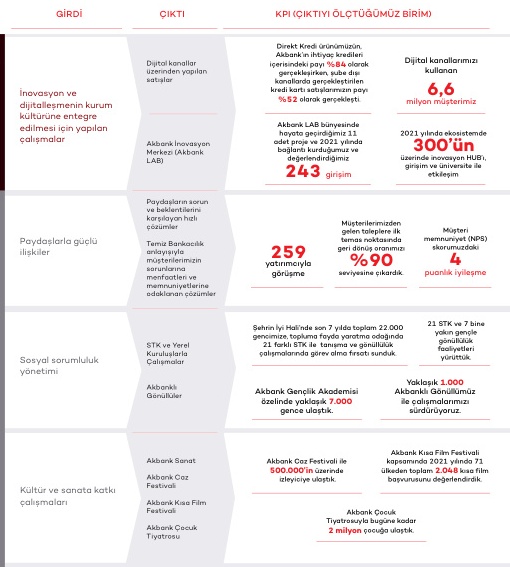 GİRDİ
ÇIKTI
KPI (ÇIKTIYI ÖLÇTÜĞÜMÜZ BİRİM)
İnovasyon ve
dijitalleşmenin kurum
kültürüne entegre
edilmesi için yapılan
çalışmalar
Dijital kanallar
üzerinden yapılan
satışlar
Direkt Kredi ürünümüzün,
Akbank'ın ihtiyaç kredileri
içerisindeki payı %84 olarak
gerçekleşirken, şube dışı
kanallarda gerçekleştirilen
kredi kartı satışlarımızın payı
%52 olarak gerçekleşti.
Dijital kanallarımızı
kullanan
6,6
milyon müşterimiz
Akbank İnovasyon
Merkezi (Akbank
LAB)
Akbank LAB bünyesinde
hayata geçirdiğimiz 11
adet proje ve 2021 yılında
bağlantı kurduğumuz ve
değerlendirdiğimiz
243 girişim
2021 yılında ekosistemde
300'ün
üzerinde inovasyon HUB'ı,
girişim ve üniversite ile
etkileşim
Paydaşlarla güçlü
ilişkiler
Paydaşların sorun
ve beklentilerini
karşılayan hızlı
çözümler
Temiz Bankacılık
anlayışıyla
müşterilerimizin
sorunlarına
menfaatleri ve
memnuniyetlerine
odaklanan çözümler
259
yatırımcıyla
görüşme
Müşterilerimizden
gelen taleplere ilk
temas noktasında
geri dönüş oranımızı
%90
seviyesine çıkardık.
Müşteri
memnuniyet (NPS)
skorumuzdaki
4
puanlık iyileşme
Sosyal sorumluluk
yönetimi
STK ve Yerel
Kuruluşlarla
Çalışmalar
Akbanklı
Gönüllüler
Şehrin İyi Hali'nde son 7 yılda toplam 22.000
gencimize, topluma fayda yaratma odağında
21 farklı STK ile tanışma ve gönüllülük
çalışmalarında görev alma fırsatı sunduk.
21 STK ve 7 bine
yakın gençle
gönüllülük
faaliyetleri
yürüttük.
Akbank Gençlik Akademisi
özelinde yaklaşık 7.000
gence ulaştık.
Yaklaşık 1.000
Akbanklı Gönüllümüz
ile çalışmalarımızı
sürdürüyoruz.
Kültür ve sanata katkı
çalışmaları
Akbank Sanat
Akbank Caz
Festivali
Akbank Kısa Film
Festivali
Akbank Çocuk
Tiyatrosu
Akbank Caz Festivali ile
500.000'in üzerinde
izleyiciye ulaştık.
Akbank Kısa Film Festivali
kapsamında 2021 yılında 71
ülkeden toplam 2.048 kısa film
başvurusunu değerlendirdik.
Akbank Çocuk
Tiyatrosuyla bugüne kadar
2 milyon çocuğa ulaştık.